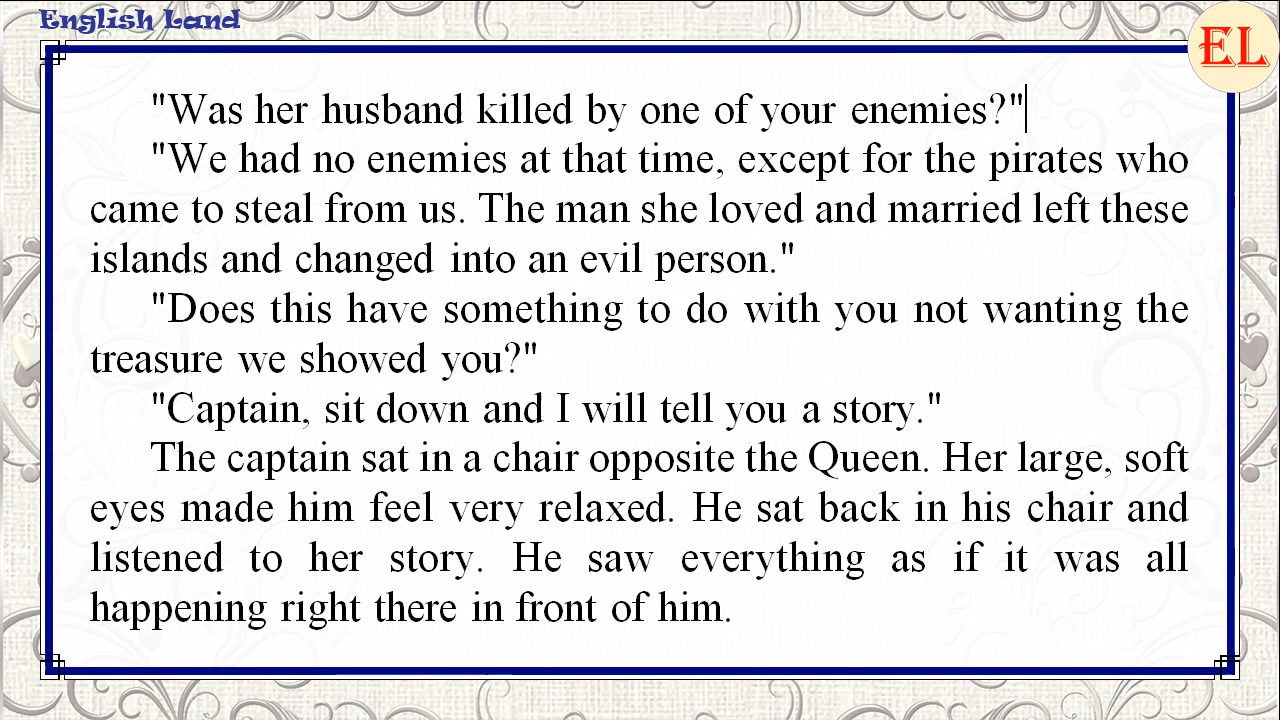 English Land
EL
"Was her husband killed by one of your enemies?"
"We had no enemies at that time, except for the pirates who
came to steal from us. The man she loved and married left these
islands and changed into an evil person."
"Does this have something to do with you not wanting the
treasure we showed you?"
"Captain, sit down and I will tell you a story."
The captain sat in a chair opposite the Queen. Her large, soft
eyes made him feel very relaxed. He sat back in his chair and
listened to her story. He saw everything as if it was all
happening right there in front of him.